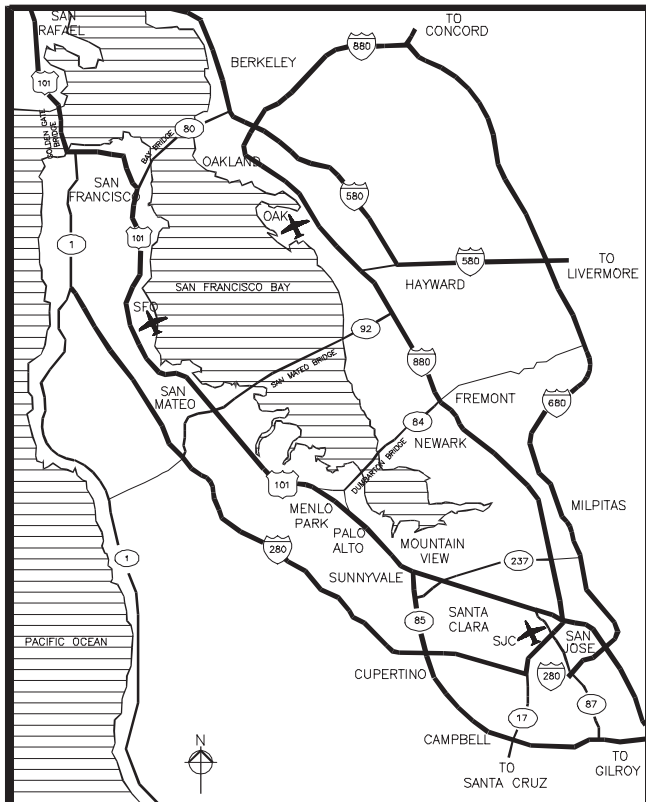 SAN
RAFAEL
TO
CONCORD
880
BERKELEY
101
GOLDEN GATE
BRIDGE
80
BAY BRIDGE
OAKLAND
SAN
FRANCISCO
580
OAK
1
101
580
TO
LIVERMORE
HAYWARD
SAN FRANCISCO BAY
SFO
92
SAN MATEO BRIDGE
880
SAN
MATEO
FREMONT
680
84
NEWARK
DUMBARTON BRIDGE
101
MENLO
PARK
MILPITAS
PALO
ALTO
MOUNTAIN
VIEW
280
1
237
SUNNYVALE
SANTA
CLARA
85
SJC
SAN
JOSE
PACIFIC OCEAN
CUPERTINO
280
87
17
CAMPBELL
N
TO
SANTA CRUZ
TO
GILROY